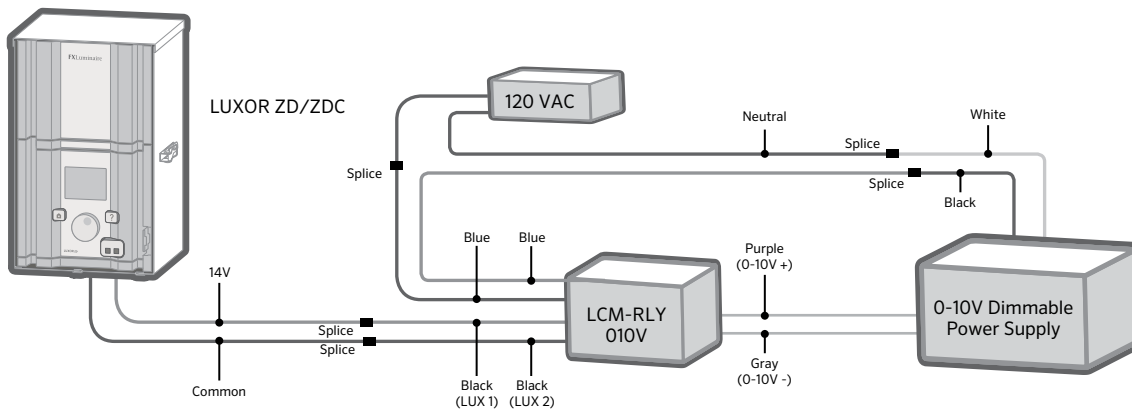 FXLuminaire
LUXOR ZD/ZDC
120 VAC
Neutral
White
Splice
Splice
Splice
Black
Blue
Blue
Purple
(0-10V +)
14V
LCM-RLY
010V
0-10V Dimmable
Power Supply
Splice
Splice
Gray
(0-10V -)
Common
Black
(LUX 1)
Black
(LUX 2)
?